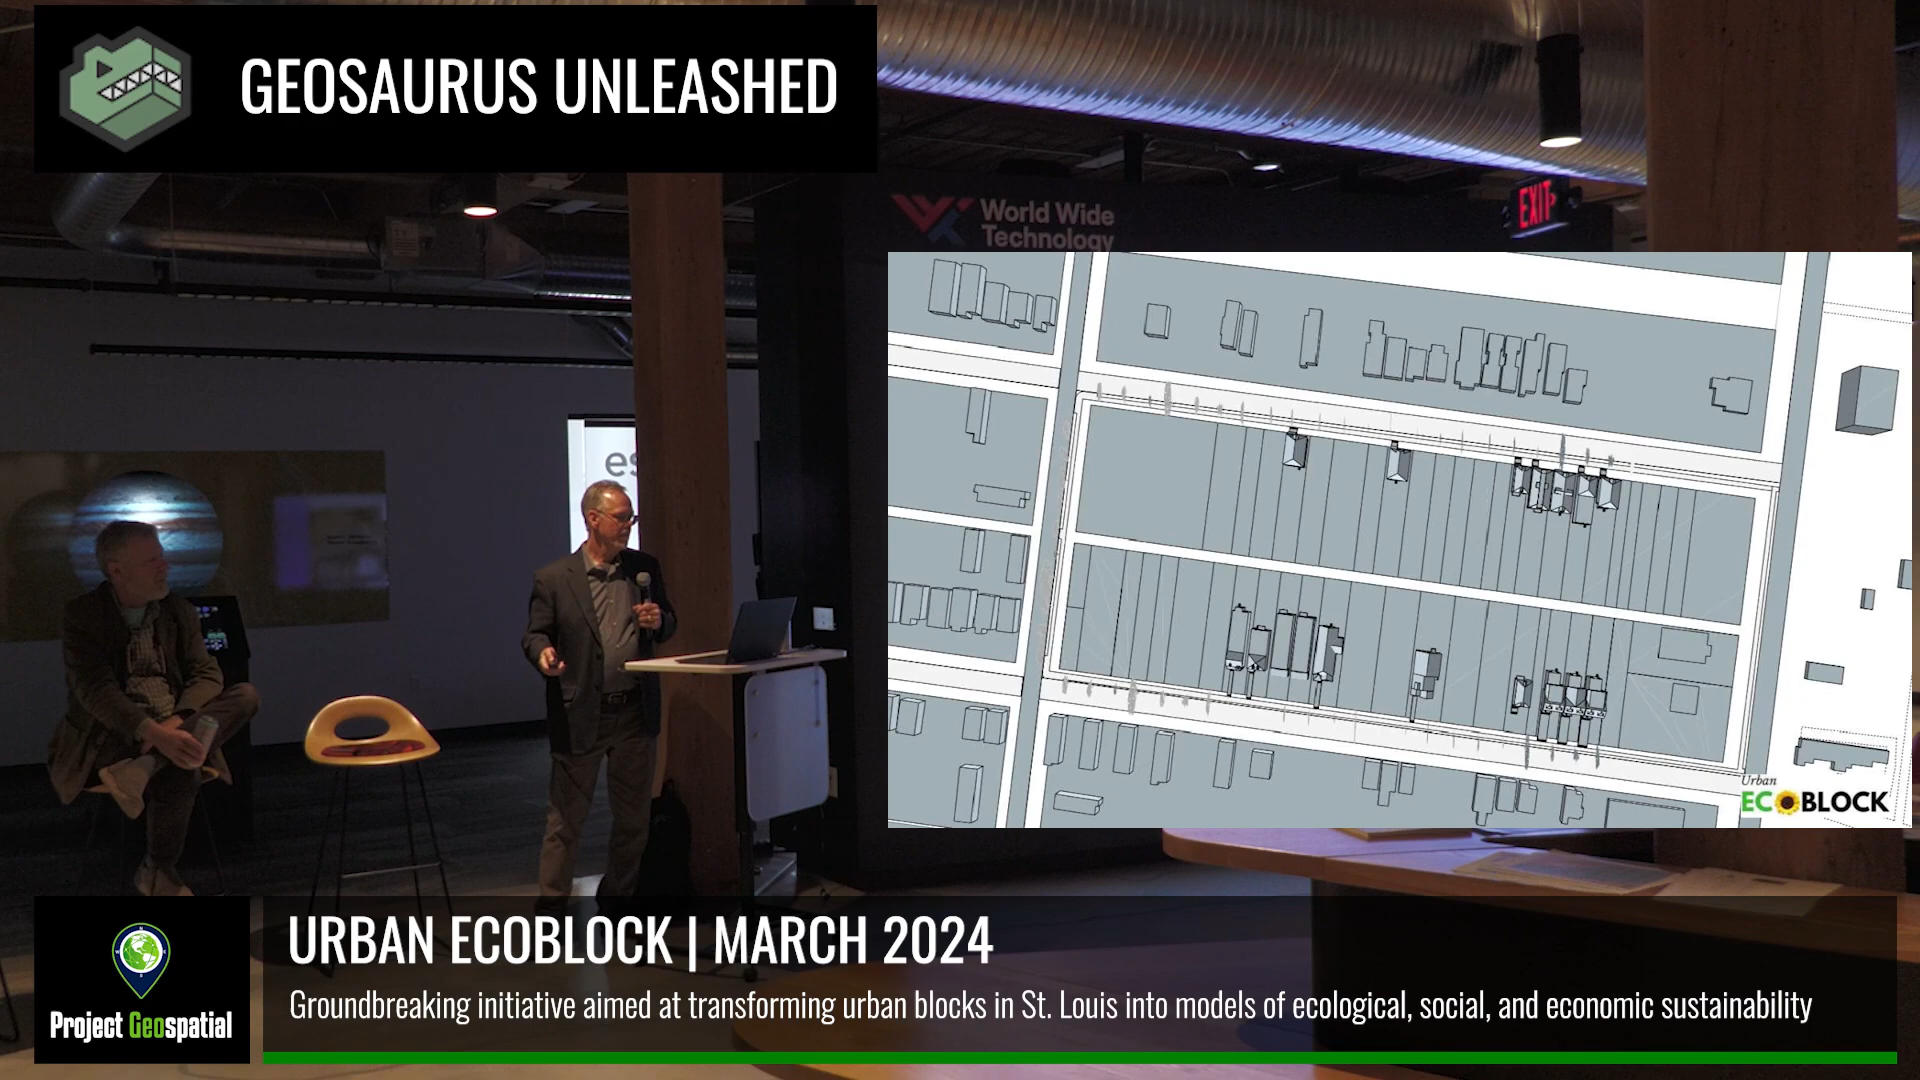 GEOSAURUS UNLEASHED
World Wide
Technology
EXIT
es
Urban
ECOBLOCK
URBAN ECOBLOCK | MARCH 2024
Groundbreaking initiative aimed at transforming urban blocks in St. Louis into models of ecological, social, and economic sustainability
Project Geospatial